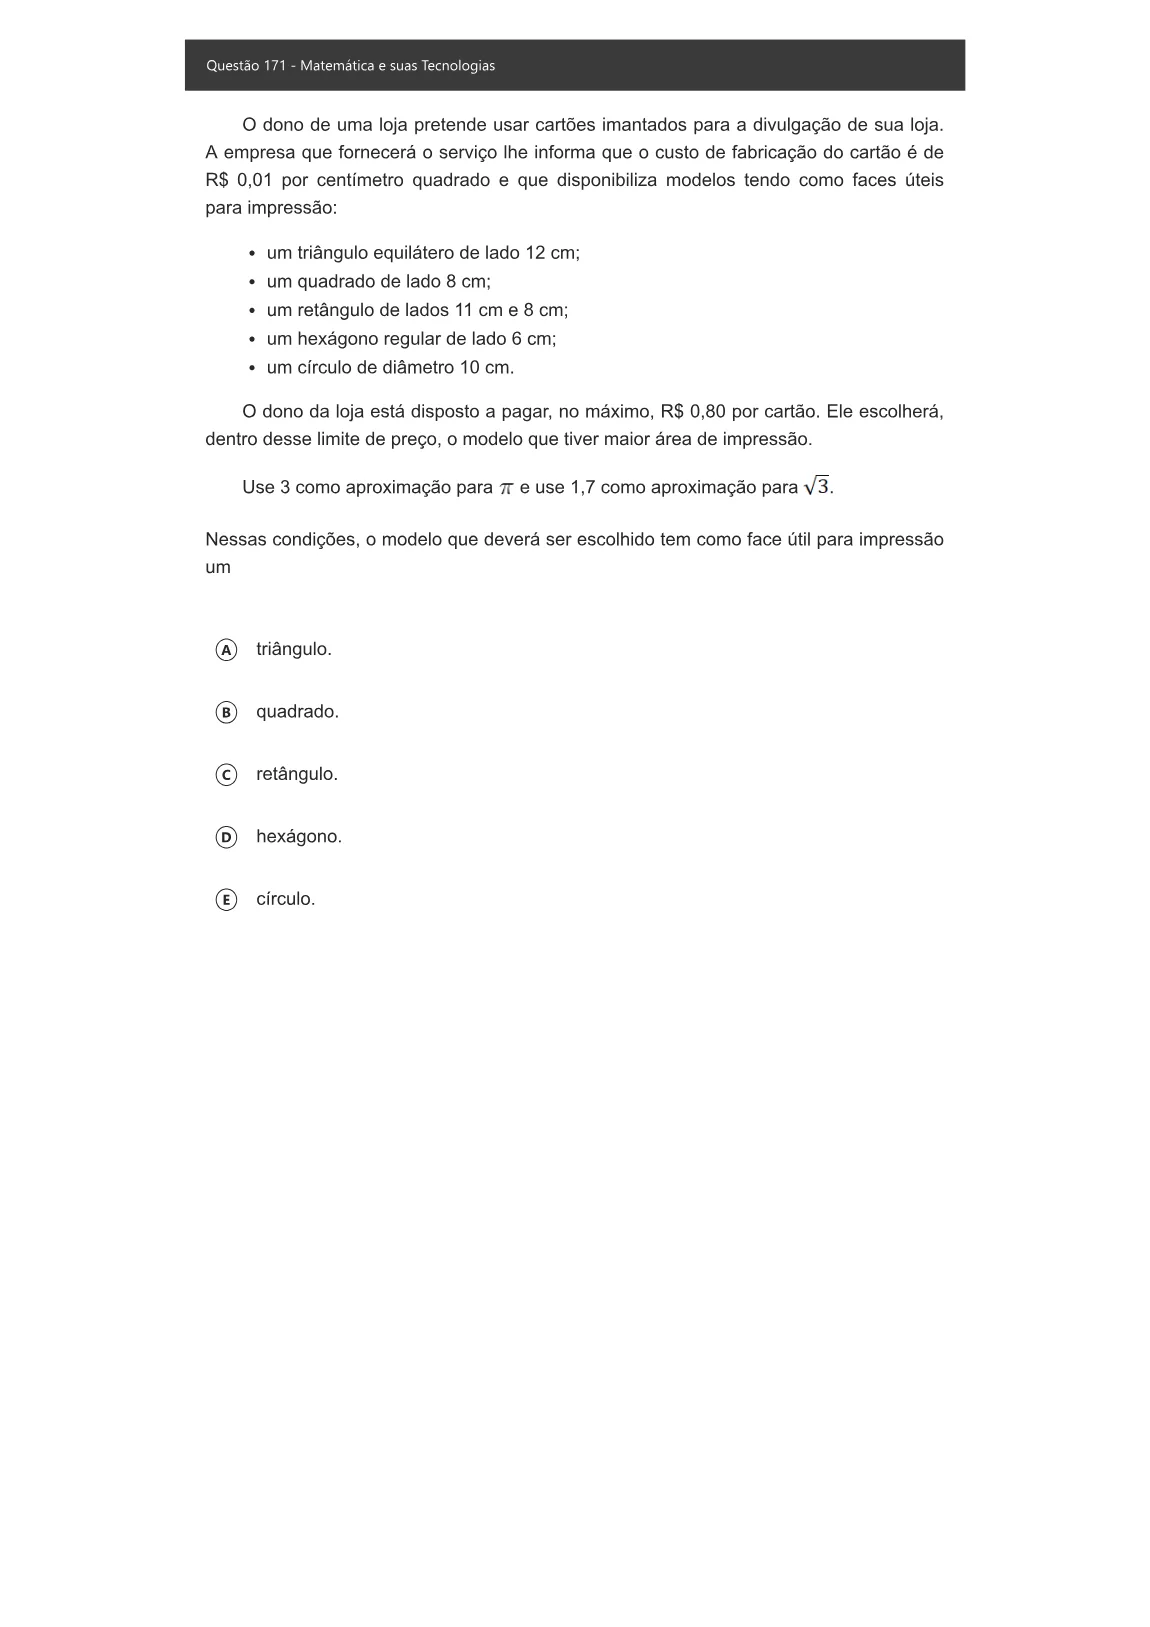 Questão 171 - Matemática e suas Tecnologias
O dono de uma loja pretende usar cartões imantados para a divulgação de sua loja.
A empresa que fornecerá o serviço lhe informa que o custo de fabricação do cartão é de
R$ 0,01 por centímetro quadrado e que disponibiliza modelos tendo como faces úteis
para impressão:
• um triângulo equilátero de lado 12 cm;
• um quadrado de lado 8 cm;
• um retângulo de lados 11 cm e 8 cm;
• um hexágono regular de lado 6 cm;
• um círculo de diâmetro 10 cm.
O dono da loja está disposto a pagar, no máximo, R$ 0,80 por cartão. Ele escolherá,
dentro desse limite de preço, o modelo que tiver maior área de impressão.
Use 3 como aproximação para π e use 1,7 como aproximação para √3.
Nessas condições, o modelo que deverá ser escolhido tem como face útil para impressão
um
A triângulo.
B quadrado.
C retângulo.
D hexágono.
E círculo.